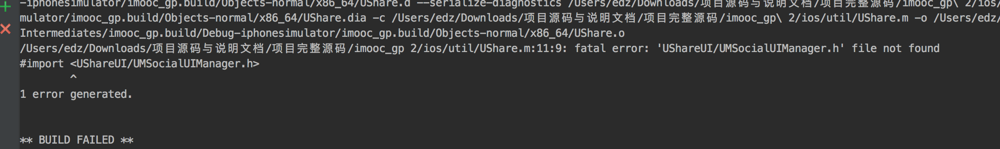 -iphonesimulator/imooc_gp.build/Objects-normal/x86_64/UShare.d --serialize-diagnostics /Users/edz/Downloads/项目源码与说明文档/项目完整源码/imooc_gp\ 2/ios/
mulator/imooc_gp.build/Objects-normal/x86_64/UShare.dia -c /Users/edz/Downloads/项目源码与说明文档/项目完整源码/imooc_gp\ 2/ios/util/UShare.m -o /Users/edz/
Intermediates/imooc_gp.build/Debug-iphonesimulator/imooc_gp.build/Objects-normal/x86_64/UShare.o
/Users/edz/Downloads/项目源码与说明文档/项目完整源码/imooc_gp 2/ios/util/UShare.m:11:9: fatal error: 'UShareUI/UMSocialUIManager.h' file not found
#import <UShareUI/UMSocialUIManager.h>
^
1 error generated.
** BUILD FAILED **